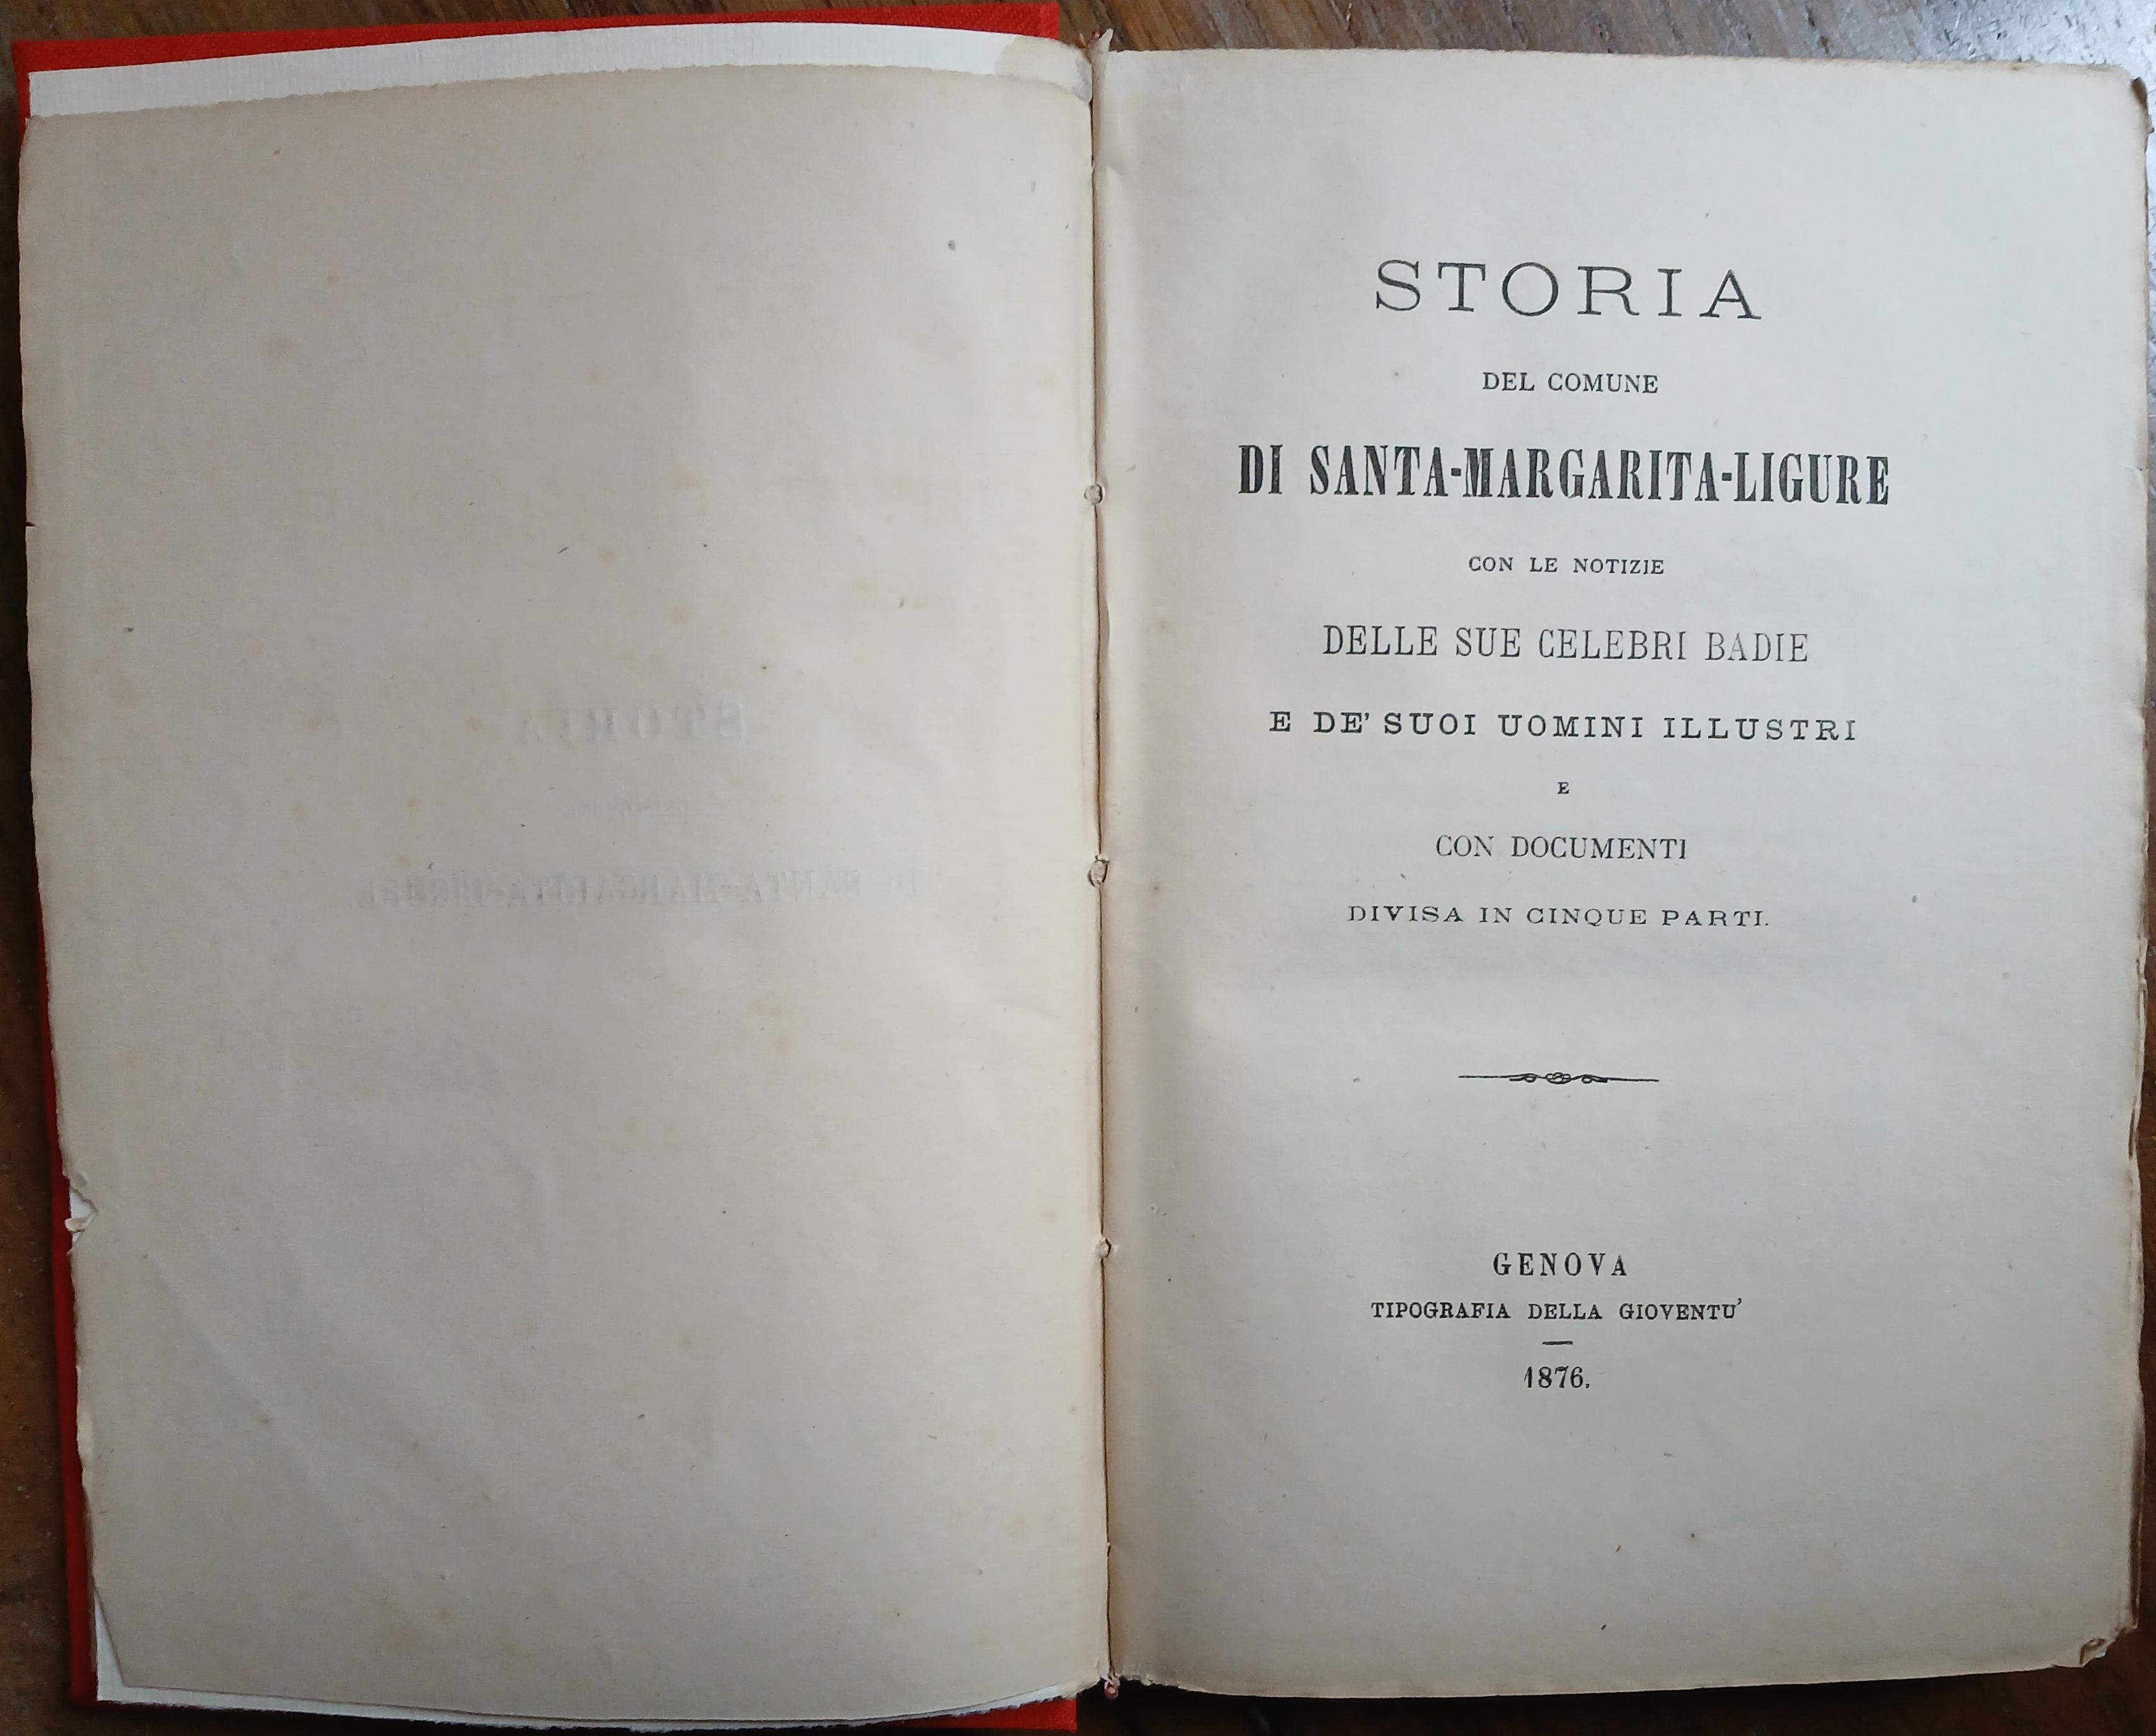 STORIA
DEL COMUNE
DI SANTA-MARGARITA-LIGURE
CON LE NOTIZIE
DELLE SUE CELEBRI BADIE
E DE' SUOI UOMINI ILLUSTRI
E
CON DOCUMENTI
DIVISA IN CINQUE PARTI.
GENOVA
TIPOGRAFIA DELLA GIOVENTU'
1876.